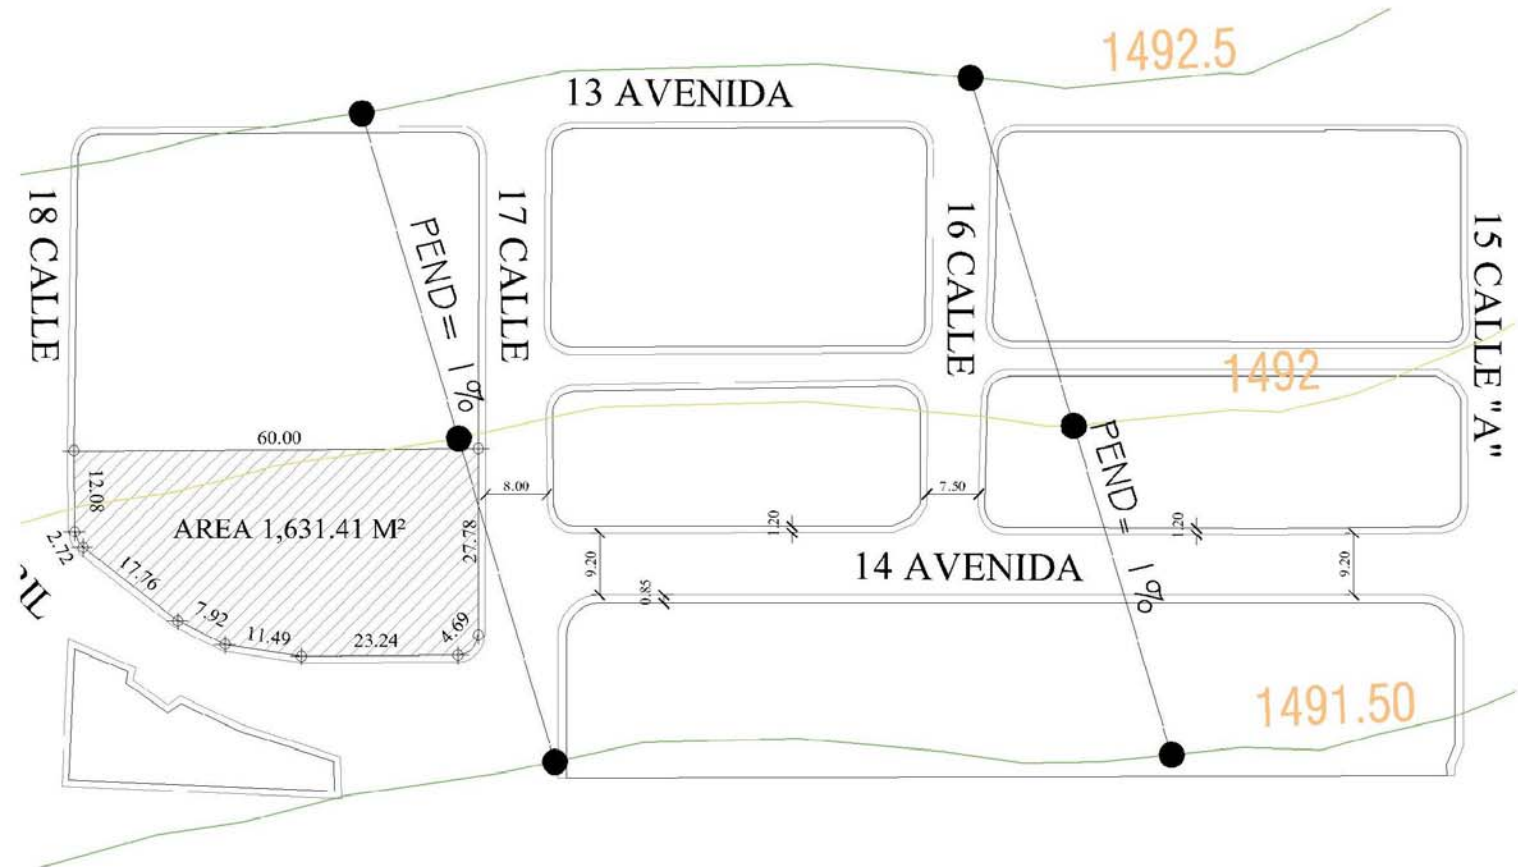 1492.5
13 AVENIDA
18 CALLE
17 CALLE
16 CALLE
15 CALLE "A"
PEND= 1%
1492
60.00
12.08
8.00
7.50
PEND= 1%
AREA 1,631.41 M²
27.78
1.20
1.20
2.72
17.76
9.20
14 AVENIDA
9.20
0.85
7.92
11.49
23.24
4.69
1491.50